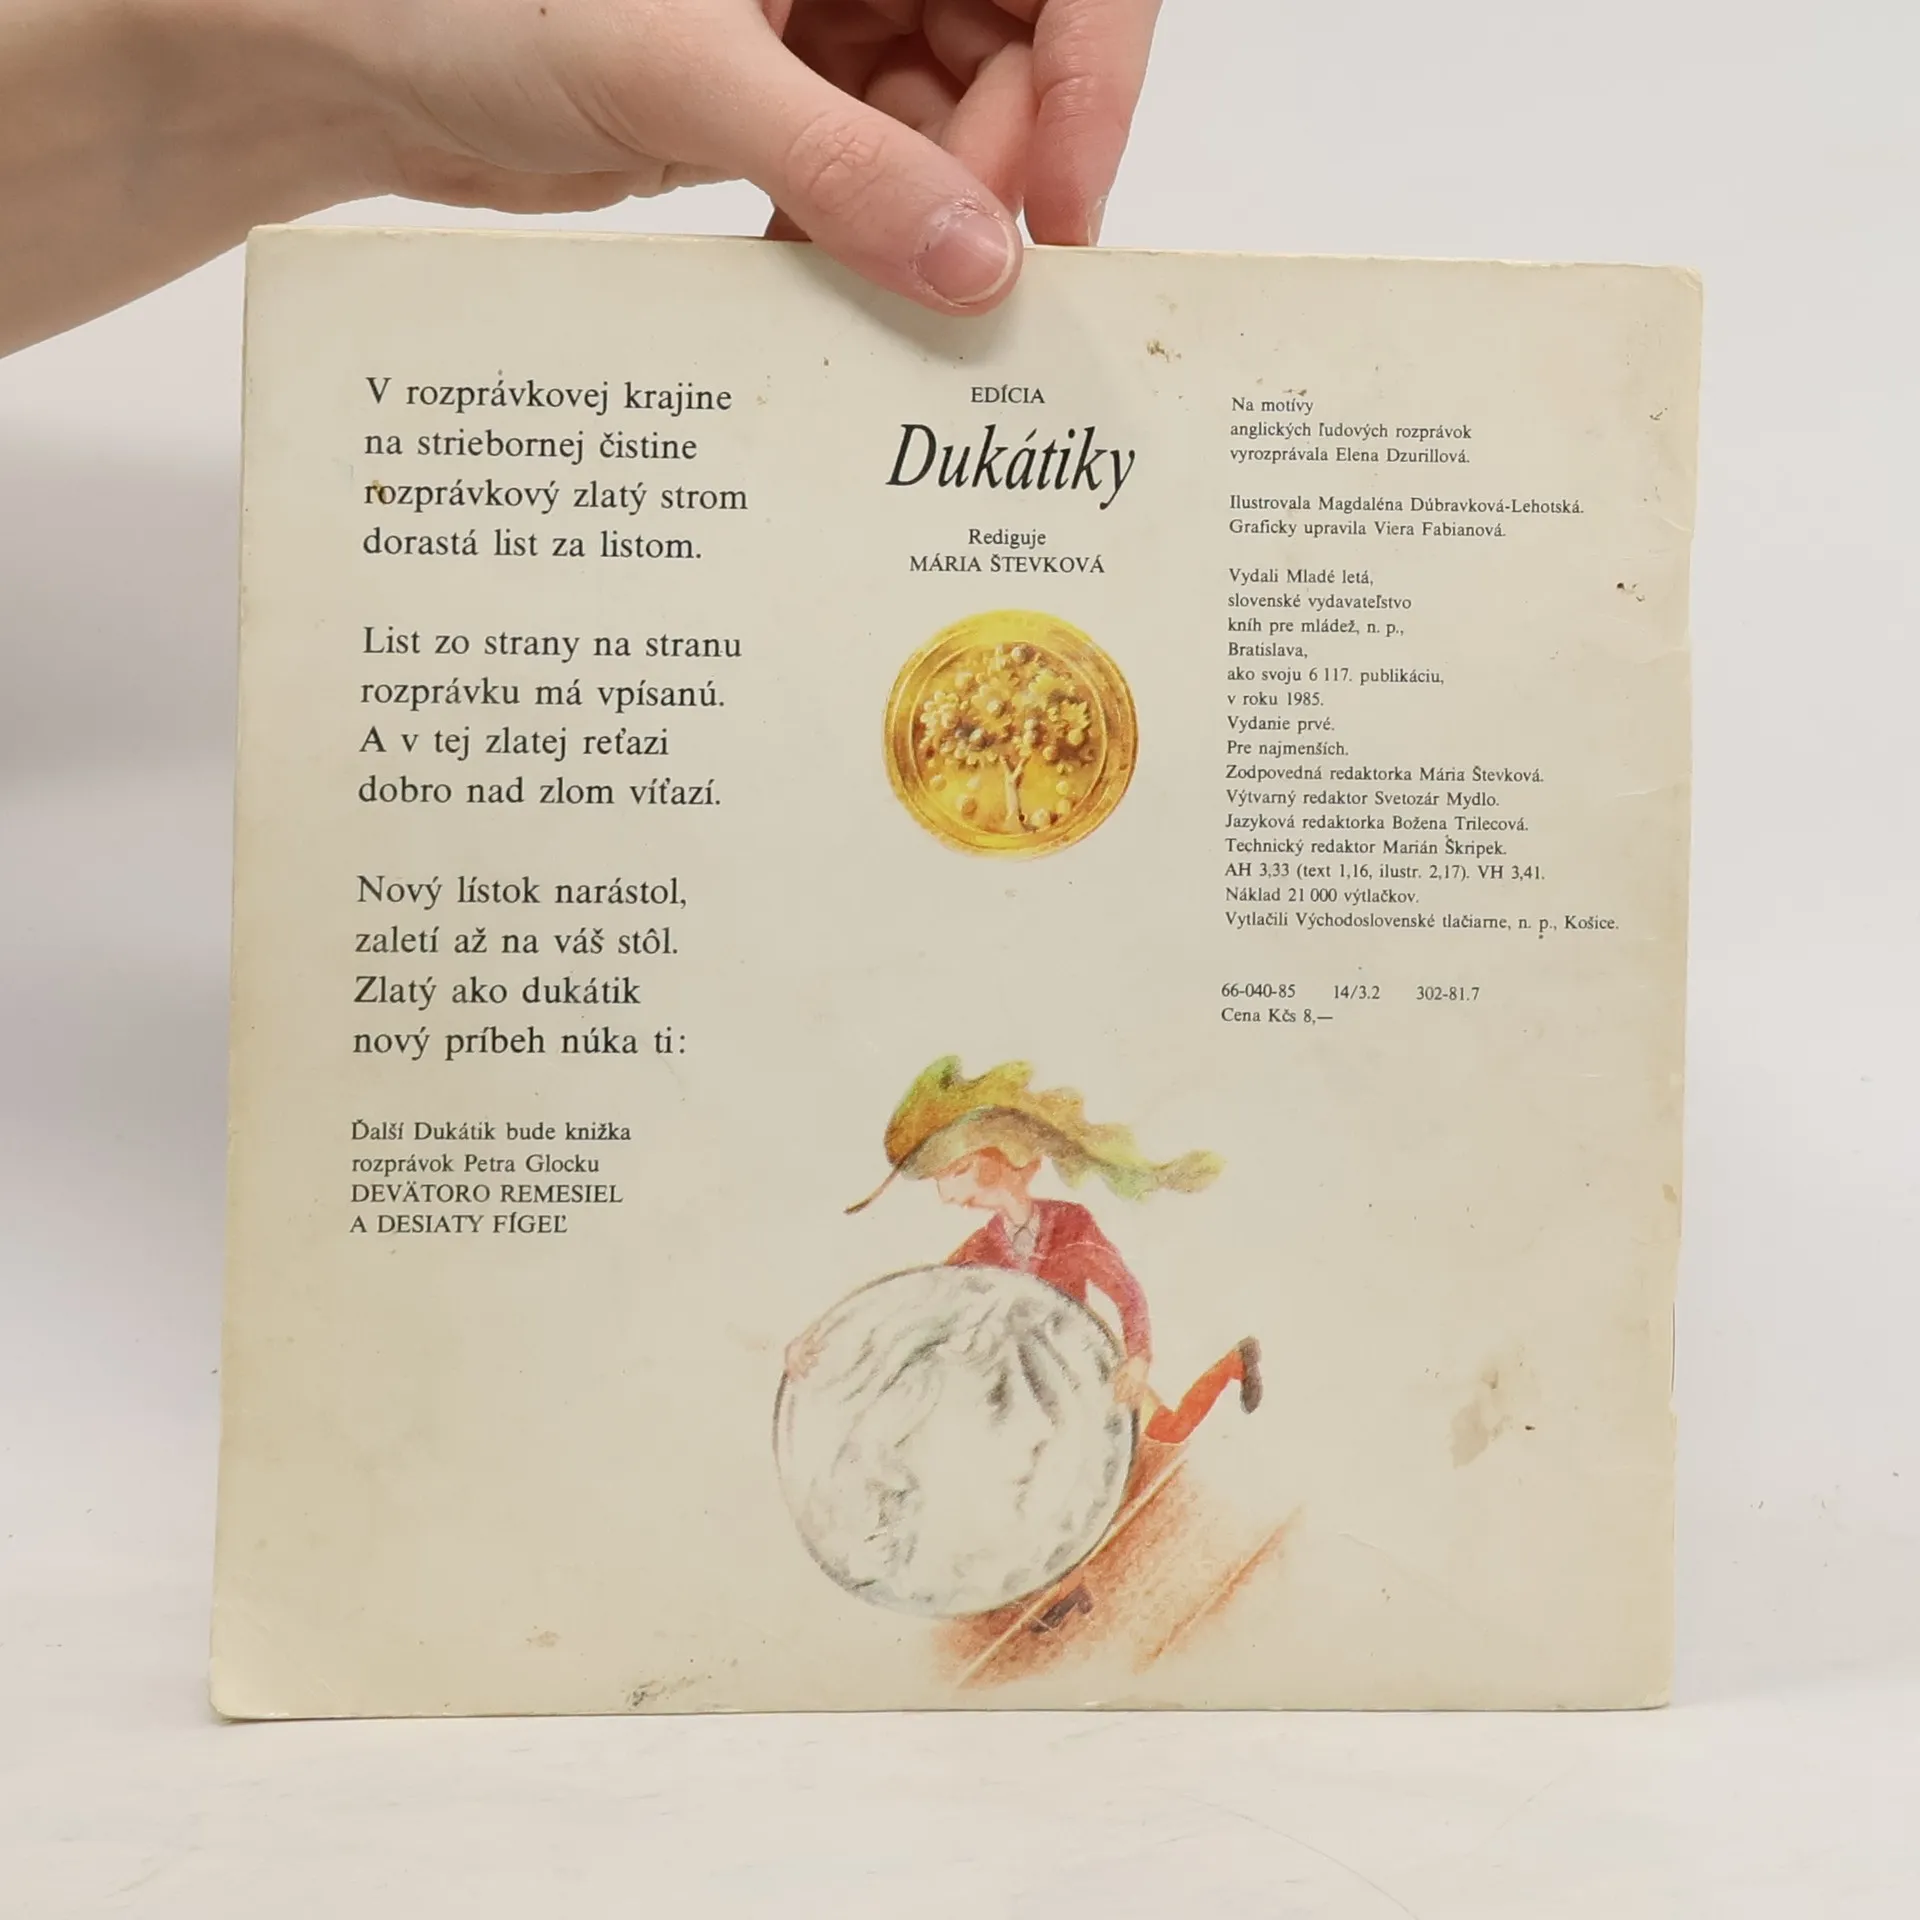 V rozprávkovej krajine
na striebornej čistine
rozprávkový zlatý strom
dorastá list za listom.
List zo strany na stranu
rozprávku má vpísanú.
A v tej zlatej reťazi
dobro nad zlom víťazí.
Nový lístok narástol,
zaletí až na váš stôl.
Zlatý ako dukátik
nový príbeh núka ti:
Ďalší Dukátik bude knižka
rozprávok Petra Glocku
DEVÄTORO REMESIEL
A DESIATY FÍGEĽ
EDÍCIA
Dukátiky
Rediguje
MÁRIA ŠTEVKOVÁ
Na motívy
anglických ľudových rozprávok
vyrozprávala Elena Dzurillová.
Ilustrovala Magdaléna Dúbravková-Lehotská.
Graficky upravila Viera Fabianová.
Vydali Mladé letá,
slovenské vydavateľstvo
kníh pre mládež, n. p.,
Bratislava,
ako svoju 6 117. publikáciu,
v roku 1985.
Vydanie prvé.
Pre najmenších.
Zodpovedná redaktorka Mária Števková.
Výtvarný redaktor Svetozár Mydlo.
Jazyková redaktorka Božena Trilecová.
Technický redaktor Marián Škripek.
AH 3,33 (text 1,16, ilustr. 2,17). VH 3,41.
Náklad 21 000 výtlačkov.
Vytlačili Východoslovenské tlačiarne, n. p., Košice.
66-040-85 14/3.2 302-81.7
Cena Kčs 8,—